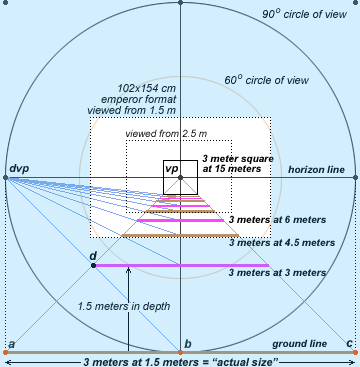 90° circle of view
60° circle of view
102x154 cm
emperor format
viewed from 1.5 m
viewed from 2.5 m
dvp
vp
3 meter square
at 15 meters
horizon line
3 meters at 6 meters
3 meters at 4.5 meters
d
3 meters at 3 meters
1.5 meters in depth
a
b
ground line
c
3 meters at 1.5 meters = “actual size”